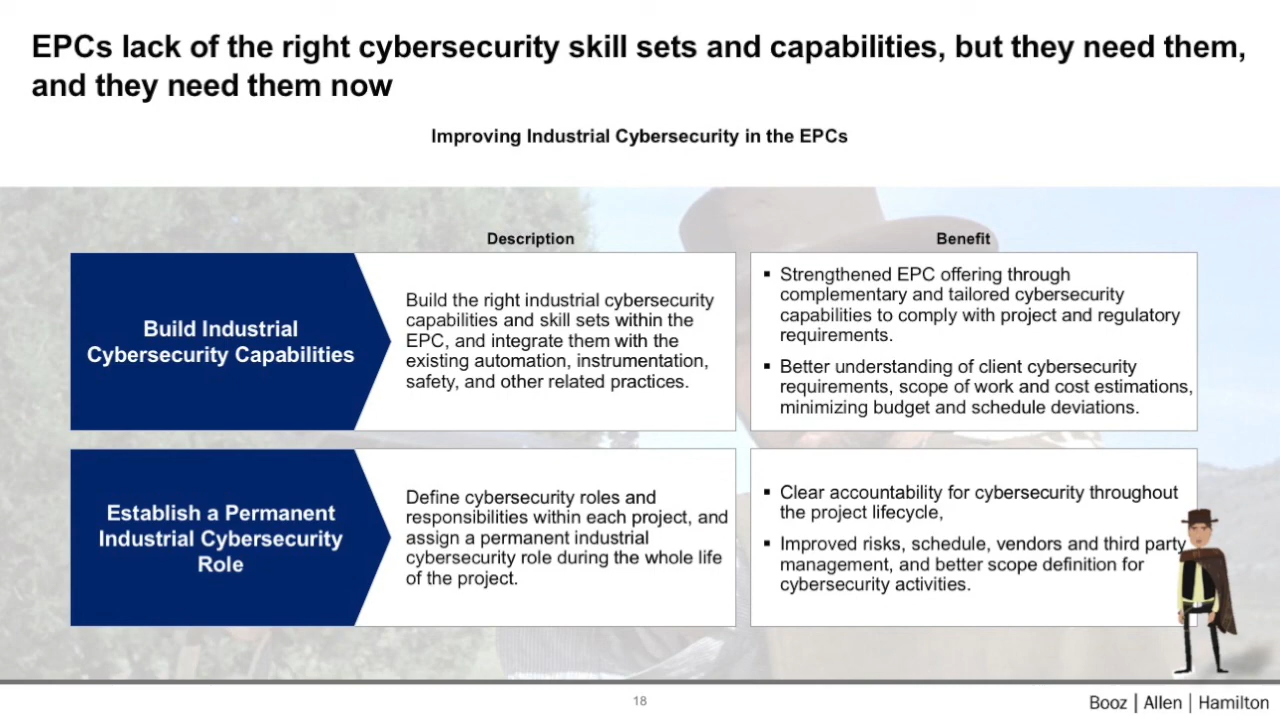 EPCs lack of the right cybersecurity skill sets and capabilities, but they need them,
and they need them now
Improving Industrial Cybersecurity in the EPCs
Description
Benefit
Build Industrial
Cybersecurity Capabilities
Build the right industrial cybersecurity
capabilities and skill sets within the
EPC, and integrate them with the
existing automation, instrumentation,
safety, and other related practices.
▪ Strengthened EPC offering through
complementary and tailored cybersecurity
capabilities to comply with project and regulatory
requirements.
▪ Better understanding of client cybersecurity
requirements, scope of work and cost estimations,
minimizing budget and schedule deviations.
Establish a Permanent
Industrial Cybersecurity
Role
Define cybersecurity roles and
responsibilities within each project, and
assign a permanent industrial
cybersecurity role during the whole life
of the project.
▪ Clear accountability for cybersecurity throughout
the project lifecycle,
▪ Improved risks, schedule, vendors and third party
management, and better scope definition for
cybersecurity activities.
18
Booz | Allen | Hamilton